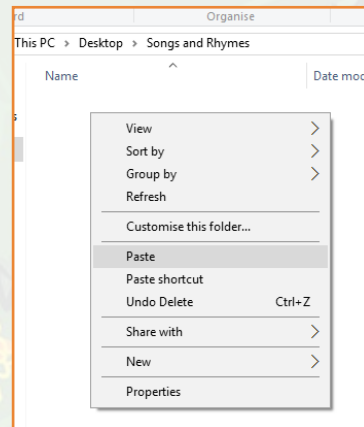 rd Organise
This PC > Desktop > Songs and Rhymes
Name Date mod
View
Sort by
Group by
Refresh
Customise this folder...
Paste
Paste shortcut
Undo Delete Ctrl+Z
Share with
New
Properties